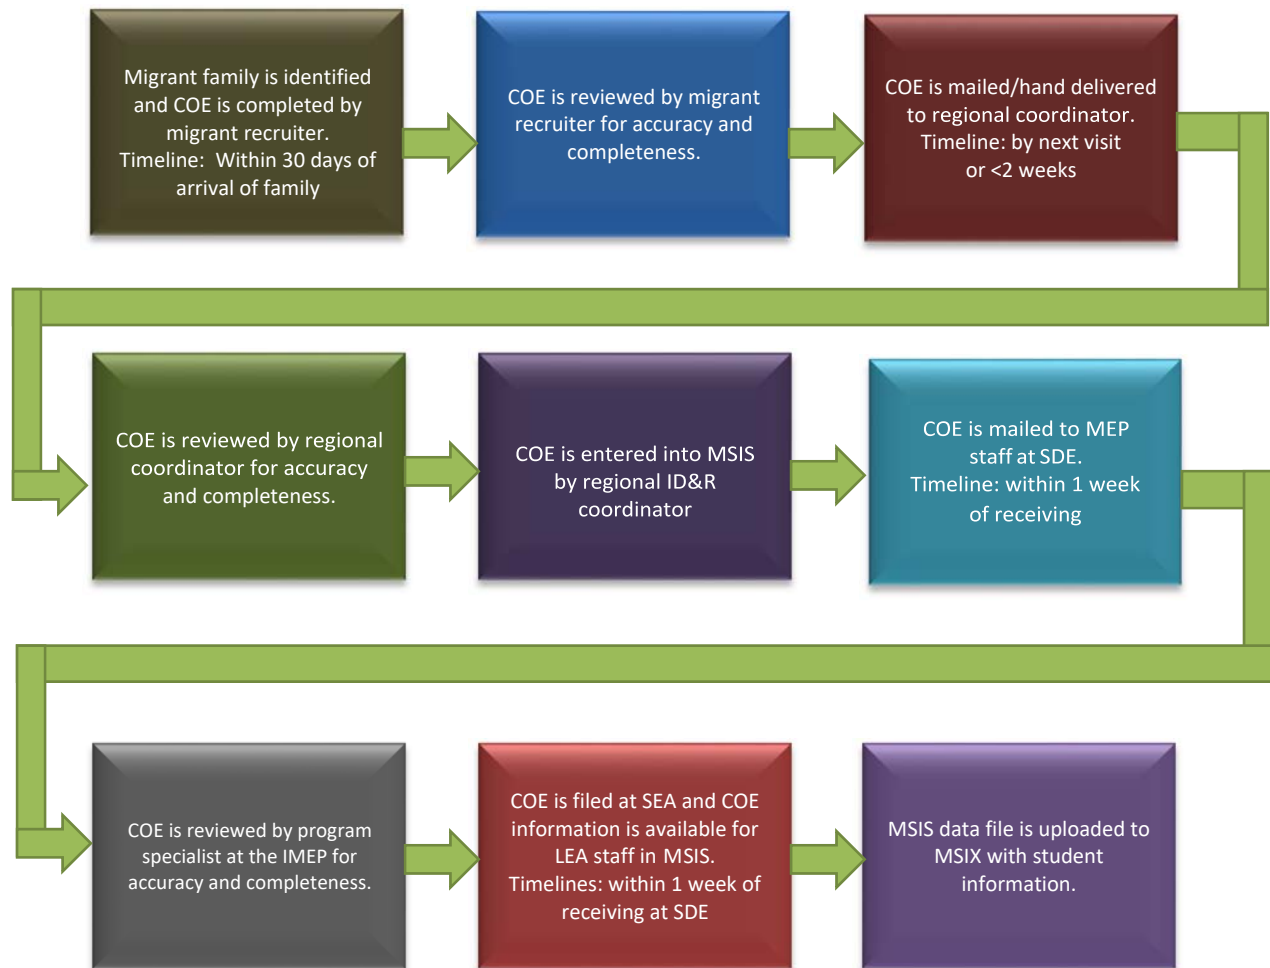 Migrant family is identified
and COE is completed by
migrant recruiter.
Timeline: Within 30 days of
arrival of family
COE is reviewed by migrant
recruiter for accuracy and
completeness.
COE is mailed/hand delivered
to regional coordinator.
Timeline: by next visit
or <2 weeks
COE is reviewed by regional
coordinator for accuracy
and completeness.
COE is entered into MSIS
by regional ID&R
coordinator
COE is mailed to MEP
staff at SDE.
Timeline: within 1 week
of receiving
COE is reviewed by program
specialist at the IMEP for
accuracy and completeness.
COE is filed at SEA and COE
information is available for
LEA staff in MSIS.
Timelines: within 1 week of
receiving at SDE
MSIS data file is uploaded to
MSIX with student
information.